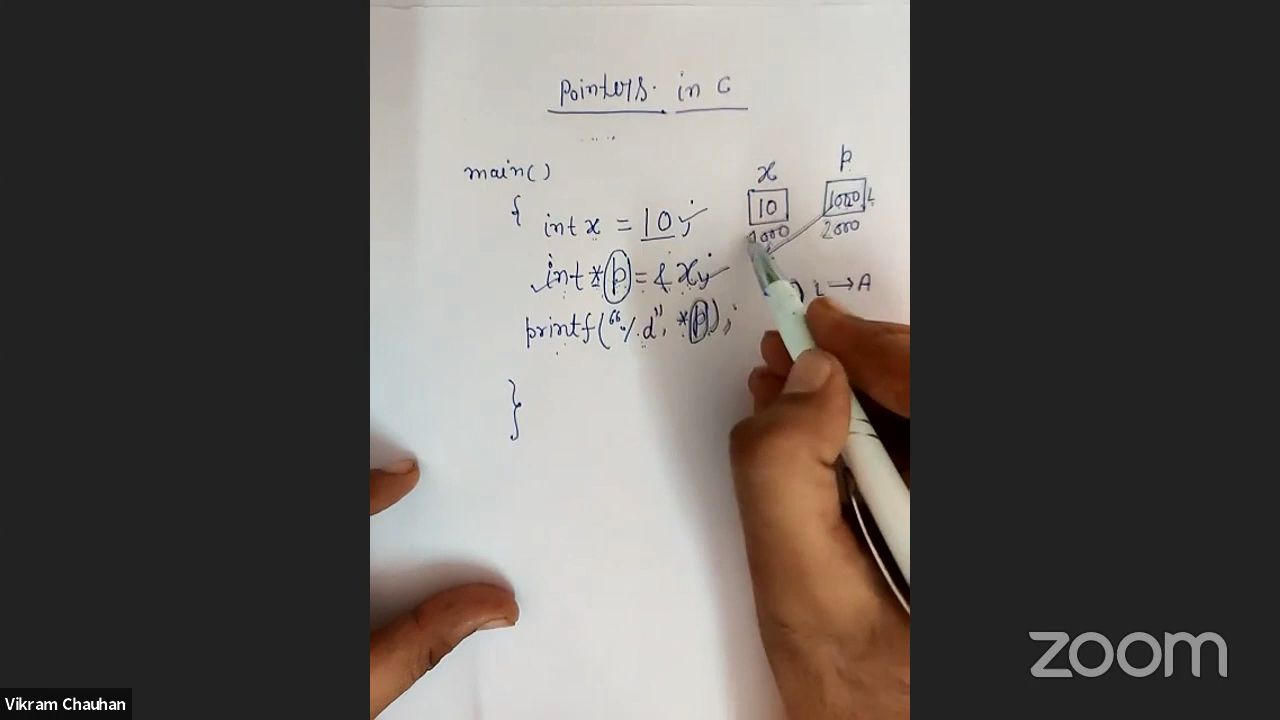 Pointers in C
main()
x
p
{ int x = 10;
10
1000
1000
2000
int *p = &x;
→ A
printf("%d", *p);
}
zoom
Vikram Chauhan